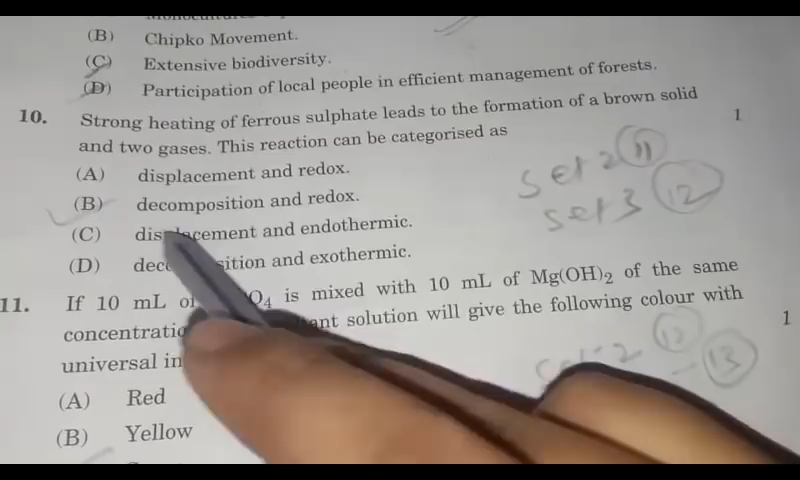 (B) Chipko Movement.
(C) Extensive biodiversity.
(D) Participation of local people in efficient management of forests.
10. Strong heating of ferrous sulphate leads to the formation of a brown solid 1
and two gases. This reaction can be categorised as
(A) displacement and redox.
set 2 11
(B) decomposition and redox.
set 3 12
(C) displacement and endothermic.
(D) and exothermic.
11. If 10 mL of is mixed with 10 mL of Mg(OH)2 of the same
solution will give the following colour with 1
universal
set-2 12
- 13
(A) Red
(B) Yellow